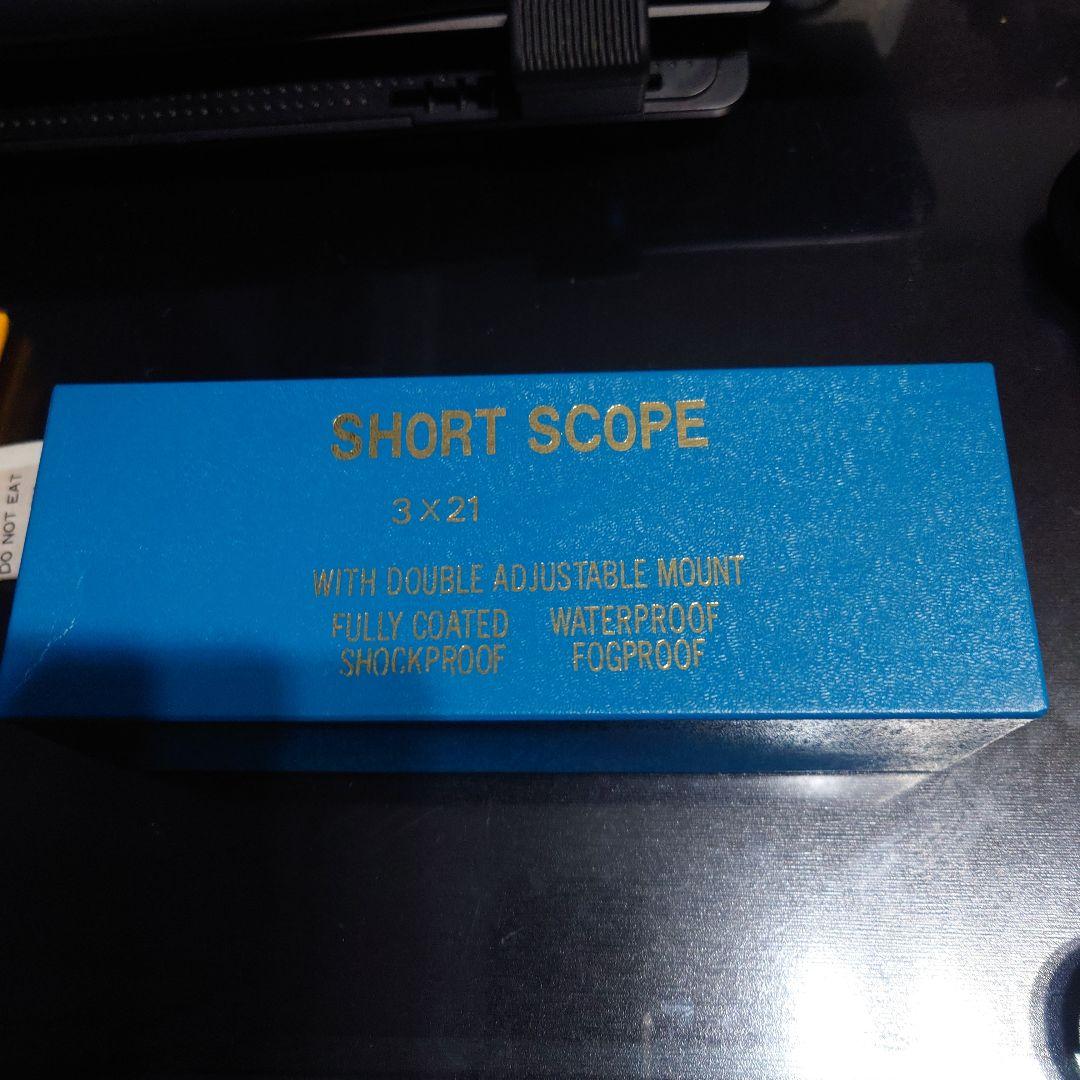 SHORT SCOPE
3×21
WITH DOUBLE ADJUSTABLE MOUNT
FULLY COATED WATERPROOF
SHOCKPROOF FOGPROOF
DO NOT EAT